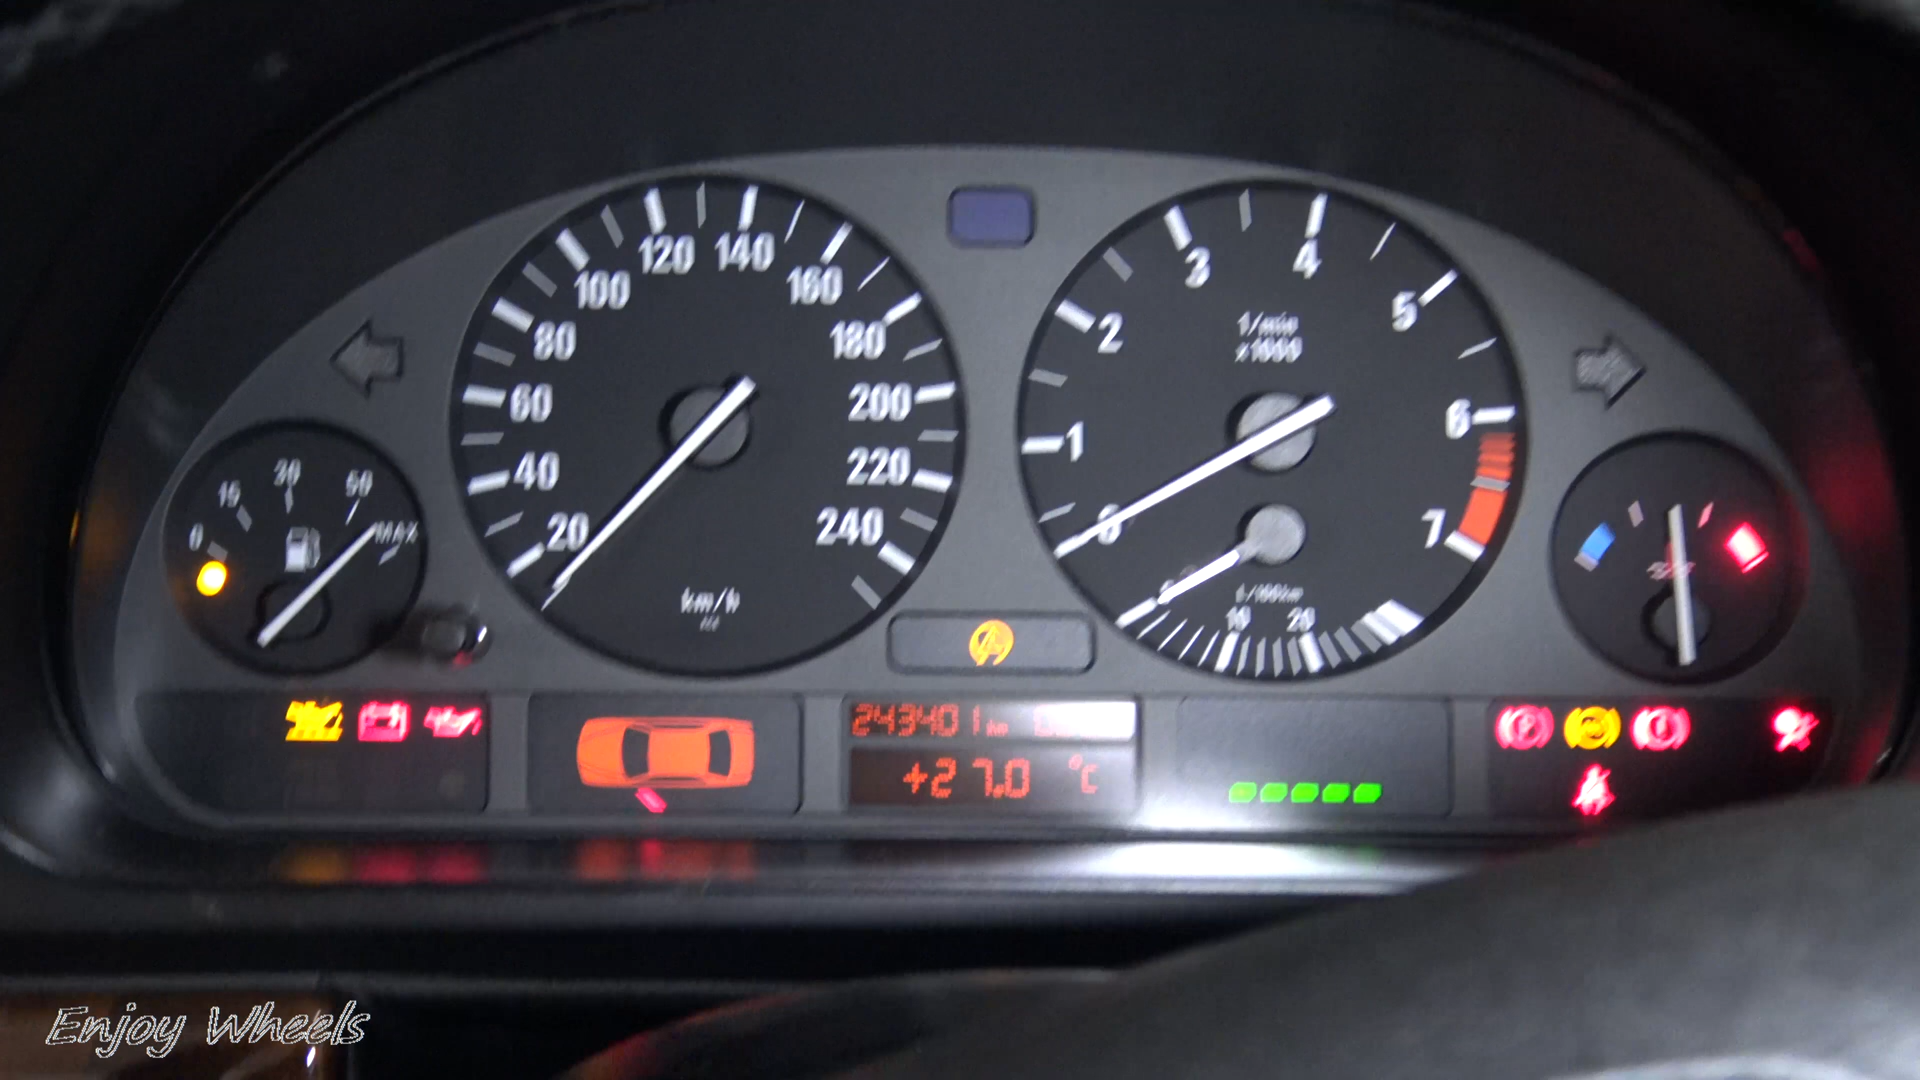 120 140
100 160
80 180
60 200
40 220
20 240
km/h
3 4
2 5
1/min
x1000
1 6
0 7
10 20
0 15 30 50 MAX
243401 km
+27.0 °C
Enjoy Wheels